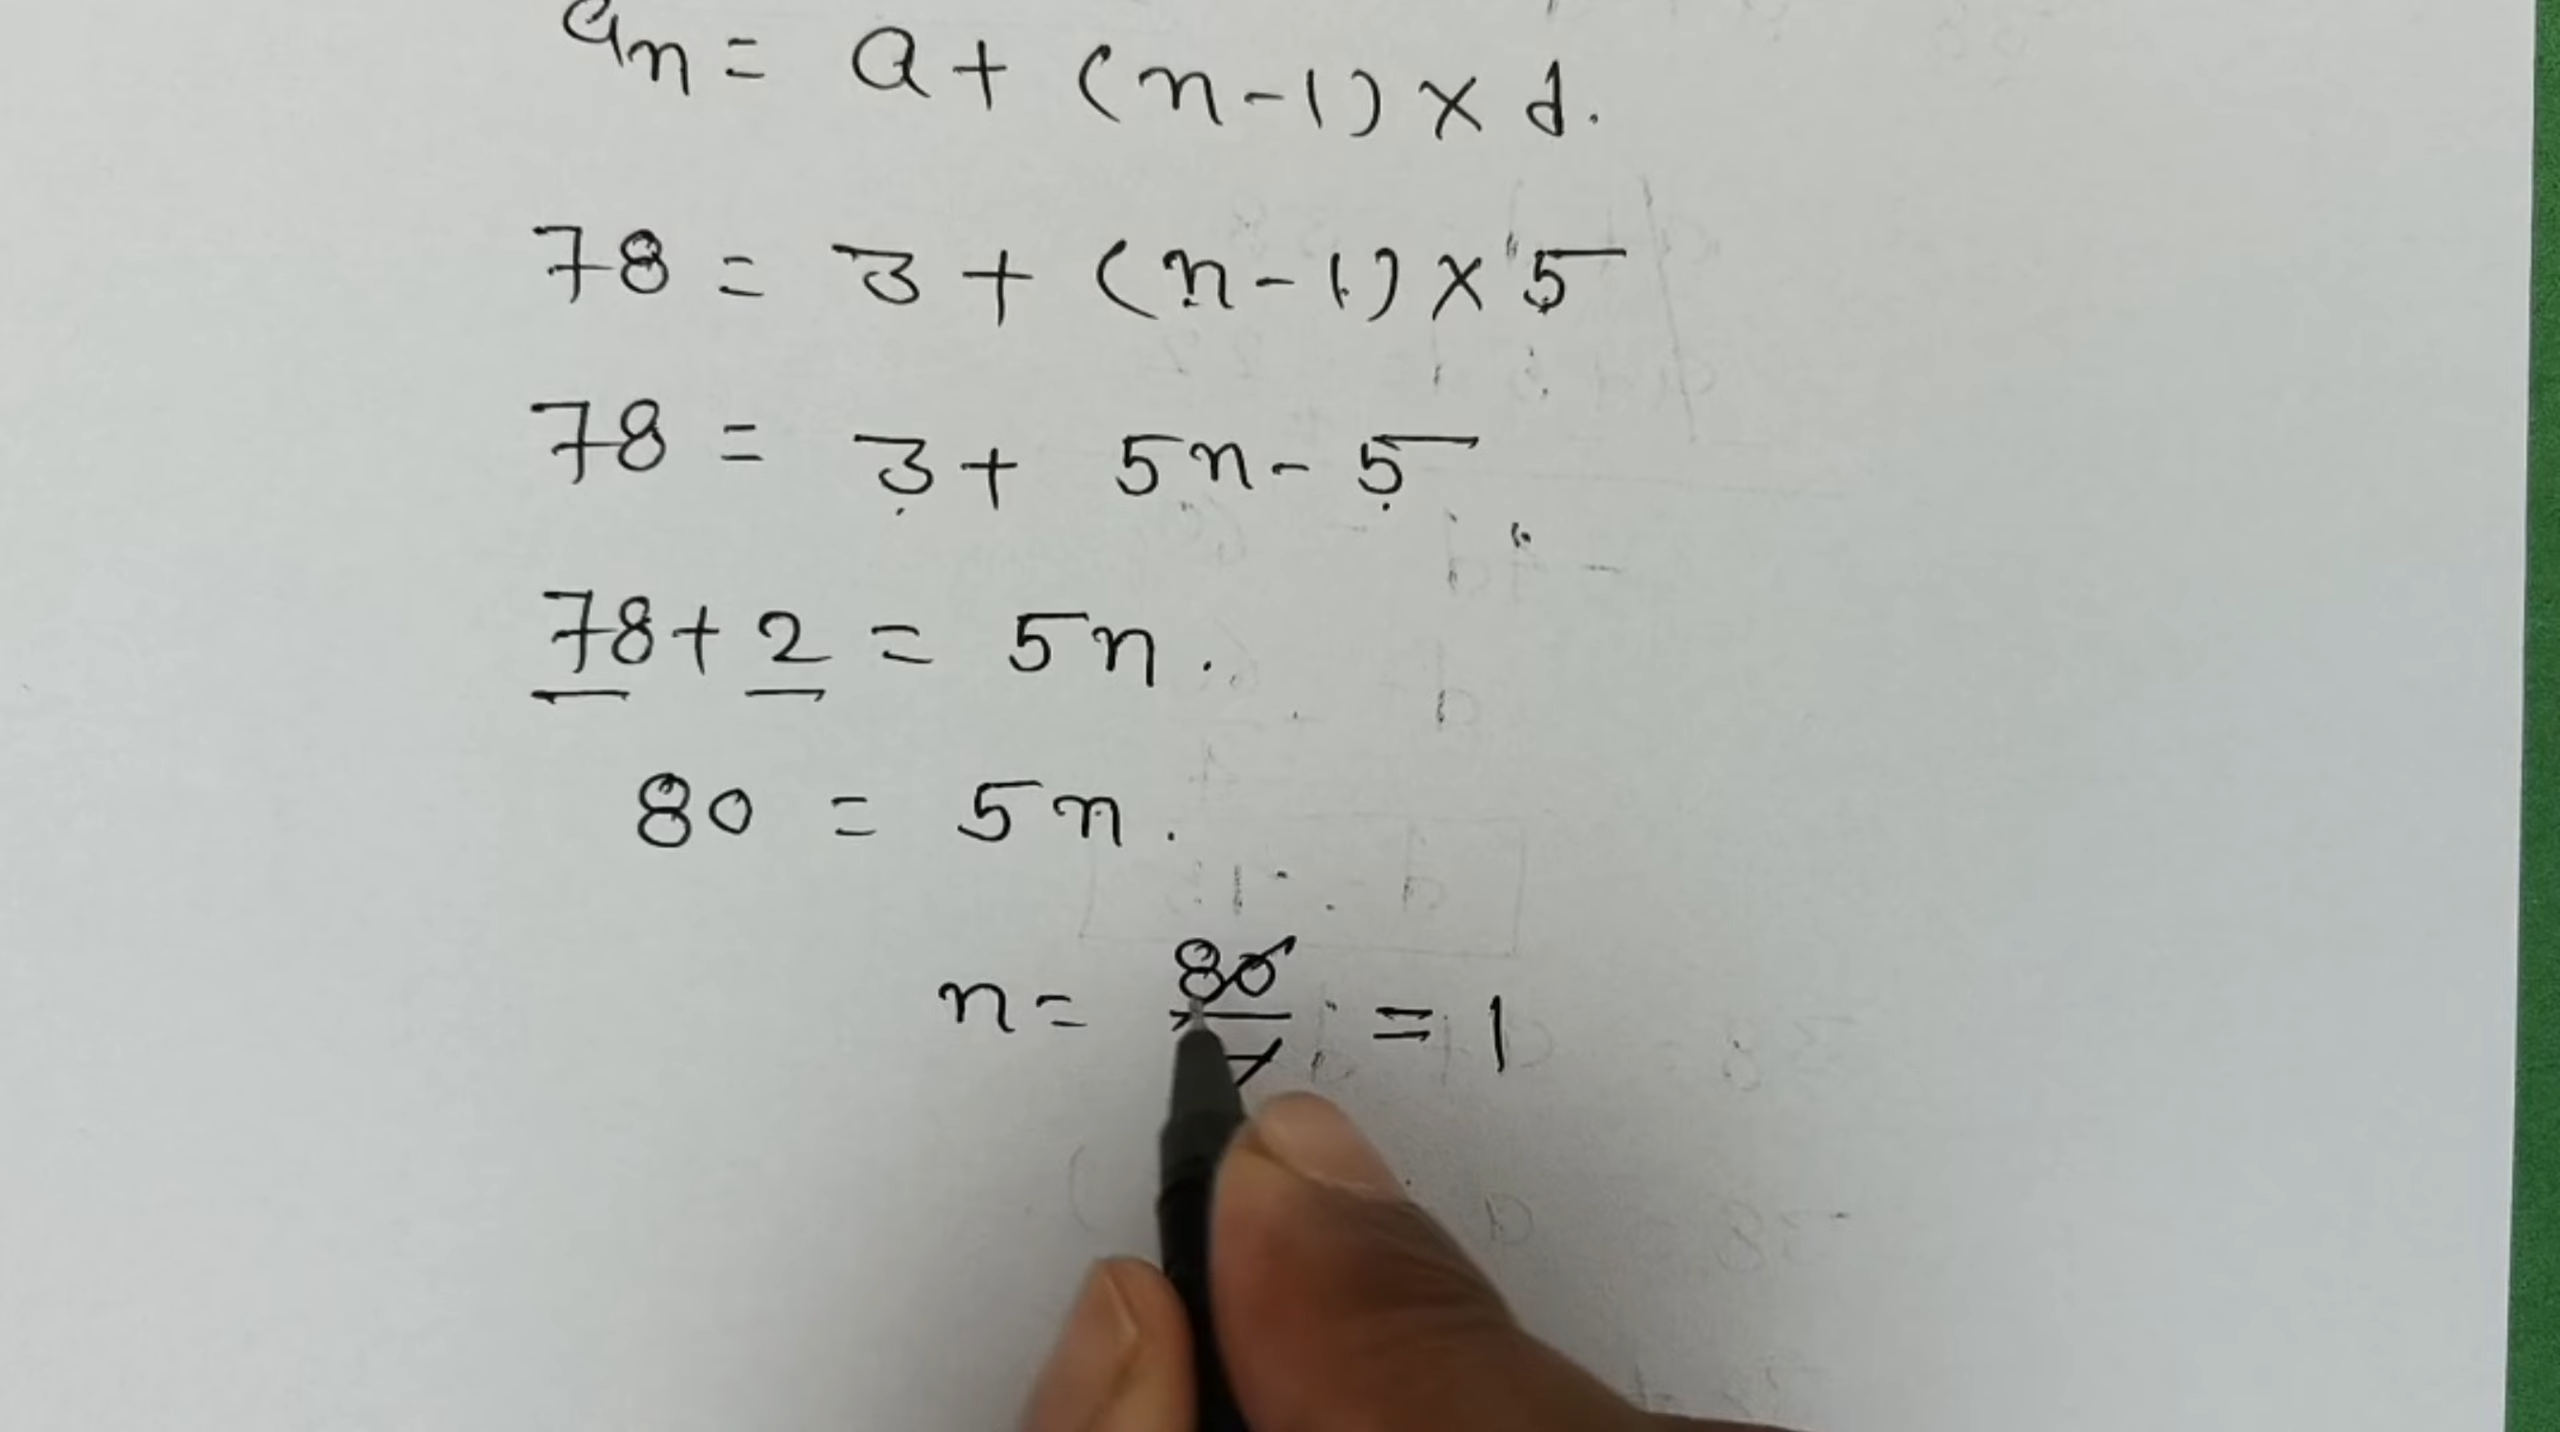 an = a + (n-1) × d.
78 = 3 + (n-1) × 5
78 = 3 + 5n - 5
78 + 2 = 5n.
80 = 5n.
n = 80/ = 1